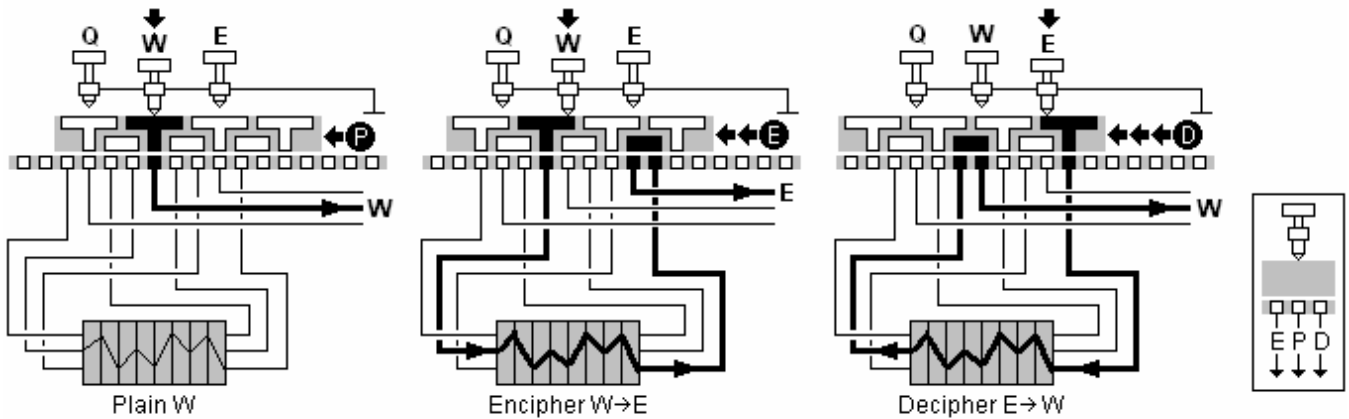 Q W E
P
W
Plain W
Q W E
E
E
Encipher W→E
Q W E
D
W
Decipher E→W
E P D